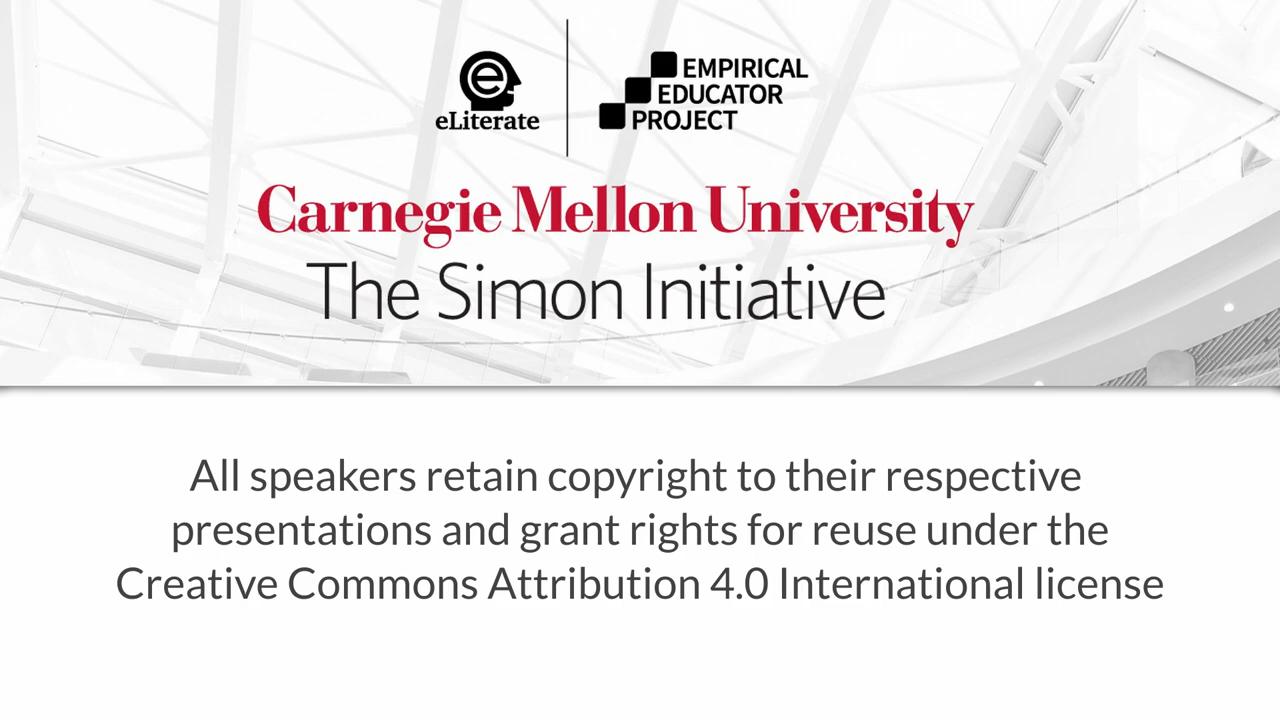 e
eLiterate
EMPIRICAL
EDUCATOR
PROJECT
Carnegie Mellon University
The Simon Initiative
All speakers retain copyright to their respective
presentations and grant rights for reuse under the
Creative Commons Attribution 4.0 International license